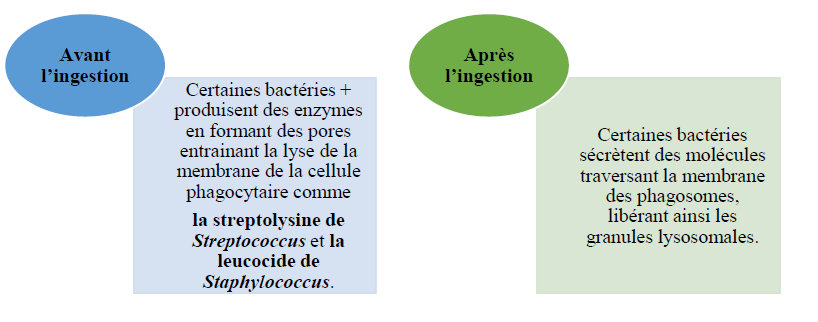 Avant
l'ingestion
Certaines bactéries +
produisent des enzymes
en formant des pores
entrainant la lyse de la
membrane de la cellule
phagocytaire comme
la streptolysine de
Streptococcus et la
leucocide de
Staphylococcus.
Après
l'ingestion
Certaines bactéries
sécrètent des molécules
traversant la membrane
des phagosomes,
libérant ainsi les
granules lysosomales.